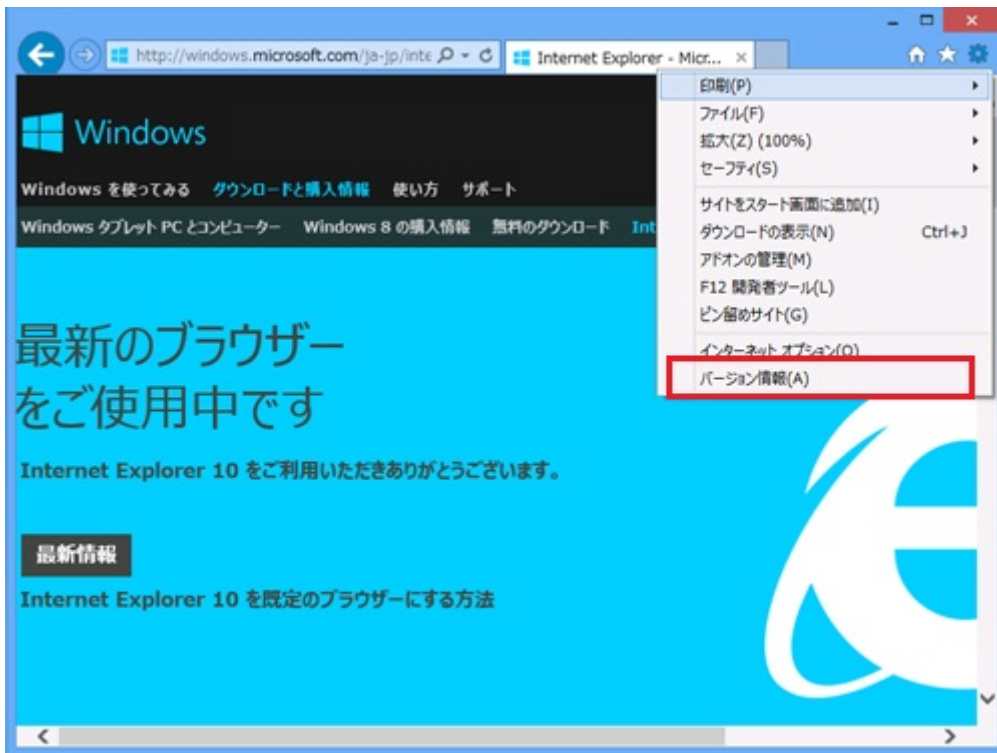 http://windows.microsoft.com/ja-jp/inte
Internet Explorer - Micr...
Windows
Windows を使ってみる ダウンロードと購入情報 使い方 サポート
Windows タブレット PC とコンピューター Windows 8 の購入情報 無料のダウンロード Int
印刷(P)
ファイル(F)
拡大(Z) (100%)
セーフティ(S)
サイトをスタート画面に追加(I)
ダウンロードの表示(N) Ctrl+J
アドオンの管理(M)
F12 開発者ツール(L)
ピン留めサイト(G)
インターネット オプション(O)
バージョン情報(A)
最新のブラウザー
をご使用中です
Internet Explorer 10 をご利用いただきありがとうございます。
最新情報
Internet Explorer 10 を既定のブラウザーにする方法